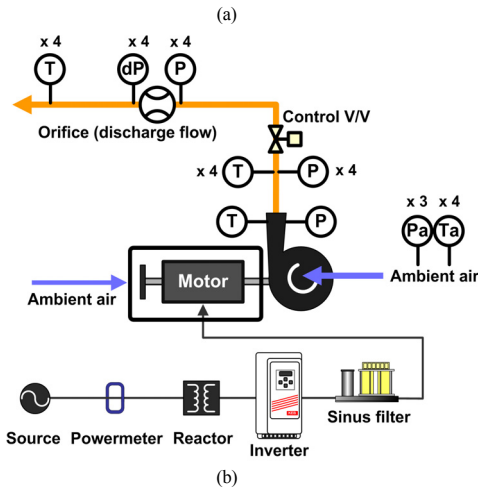 (a)
x 4
x 4 x 4
T
dP
P
Orifice (discharge flow)
Control V/V
x 4 T P x 4
T P
x 3 x 4
Pa Ta
Motor
Ambient air
Ambient air
Source Powermeter Reactor Inverter Sinus filter
(b)